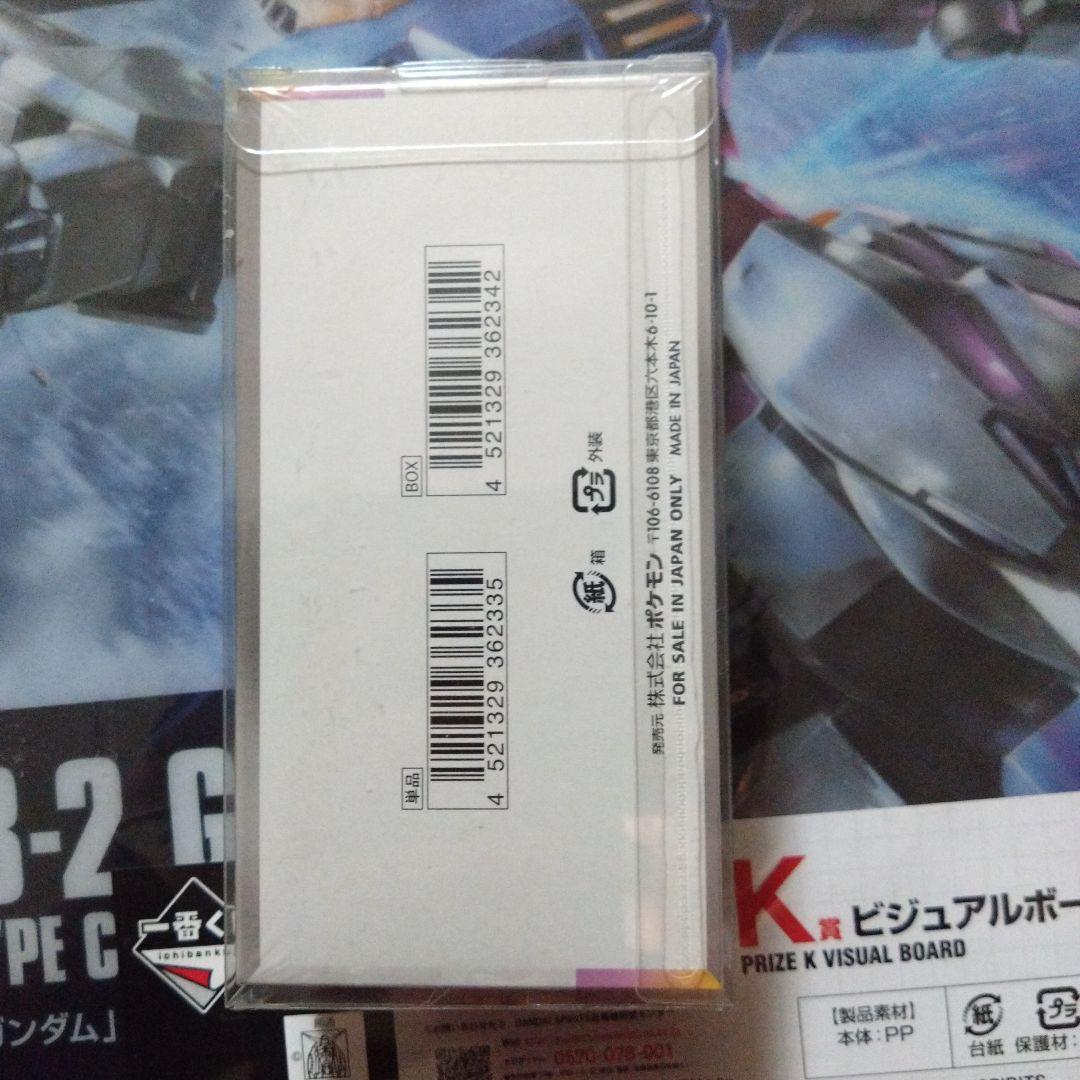 BOX
4 521329 362342
単品
4 521329 362335
外装
プラ
箱
紙
発売元 株式会社 ポケモン 〒106-6108 東京都港区六本木6-10-1
FOR SALE IN JAPAN ONLY MADE IN JAPAN
-2 G
TYPE C
一番く
ガンダム」
K賞 ビジュアルボー
PRIZE K VISUAL BOARD
【製品素材】
本体:PP
紙
プラ
台紙 保護材:
0570-078-001